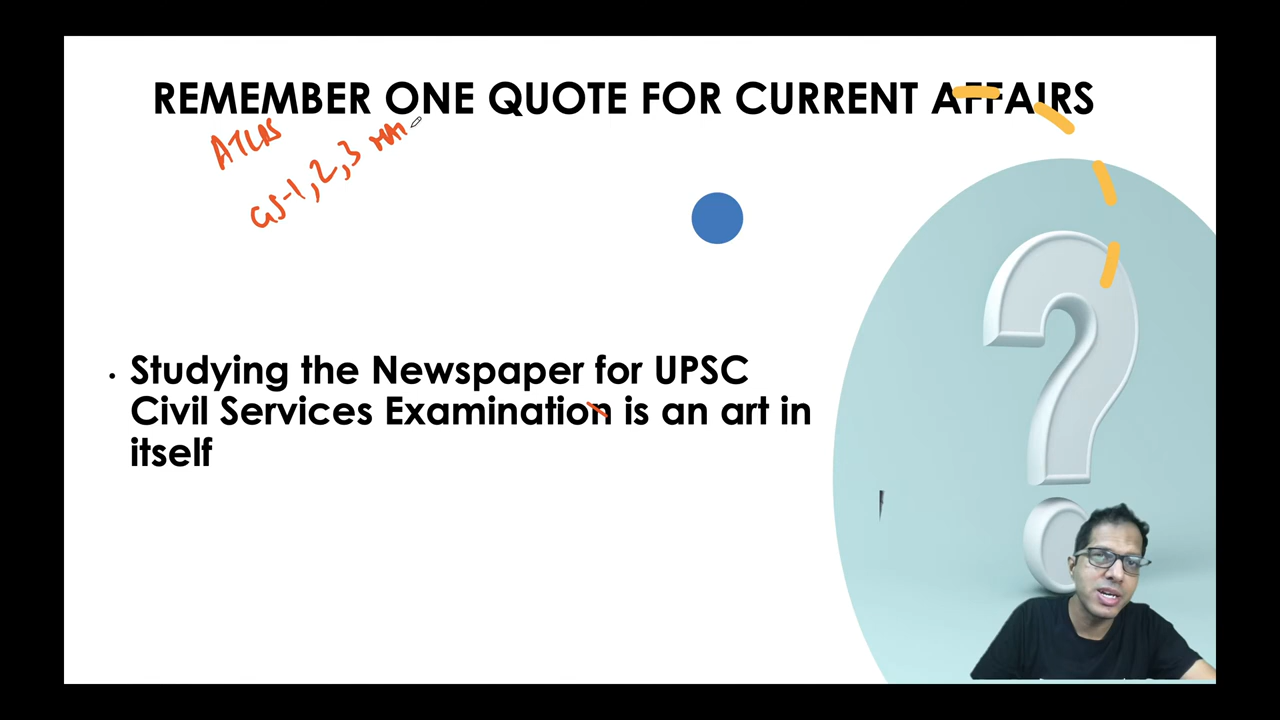 REMEMBER ONE QUOTE FOR CURRENT AFFAIRS
ATLAS
GS-1, 2, 3
• Studying the Newspaper for UPSC
Civil Services Examination is an art in
itself